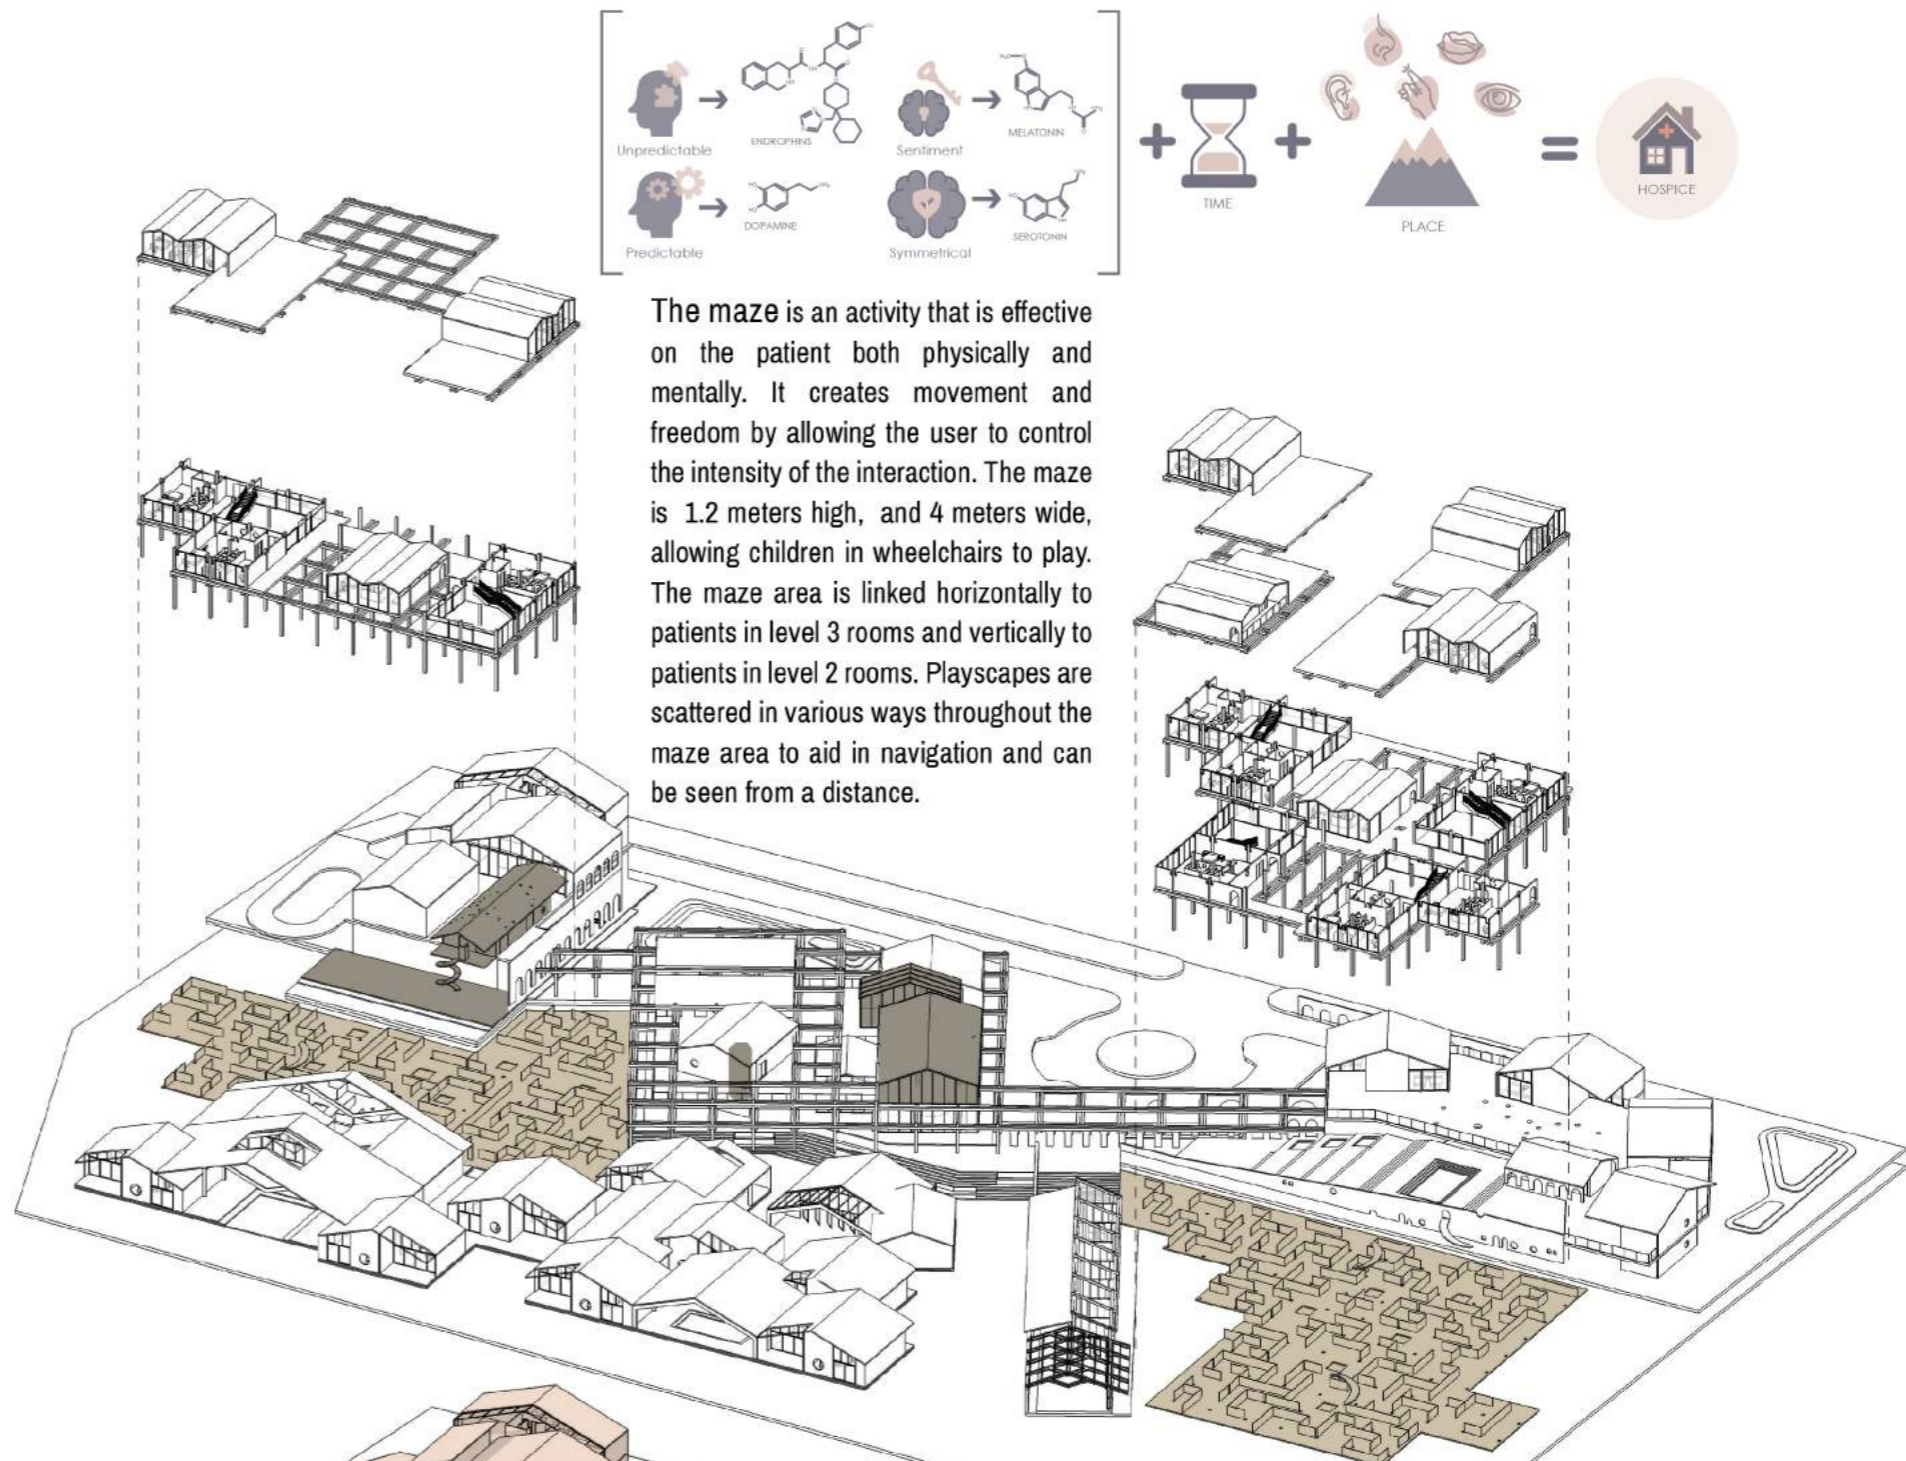 Unpredictable
ENDROPHINS
Sentiment
MELATONIN
Predictable
DOPAMINE
Symmetrical
SEROTONIN
TIME
PLACE
HOSPICE
The maze is an activity that is effective
on the patient both physically and
mentally. It creates movement and
freedom by allowing the user to control
the intensity of the interaction. The maze
is 1.2 meters high, and 4 meters wide,
allowing children in wheelchairs to play.
The maze area is linked horizontally to
patients in level 3 rooms and vertically to
patients in level 2 rooms. Playscapes are
scattered in various ways throughout the
maze area to aid in navigation and can
be seen from a distance.